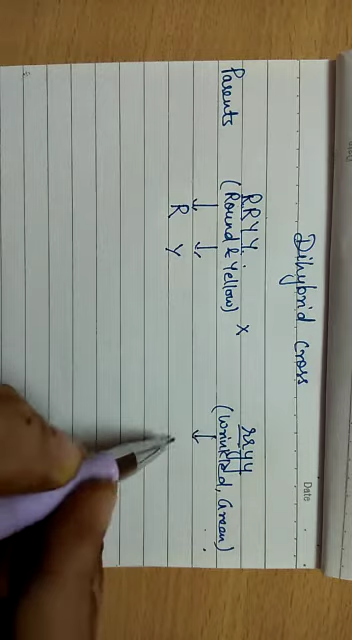 Date
Dihybrid Cross
Parents RRYY × rryy
(Round & Yellow) (Wrinkled, Green)
↓ ↓ ↓
R Y